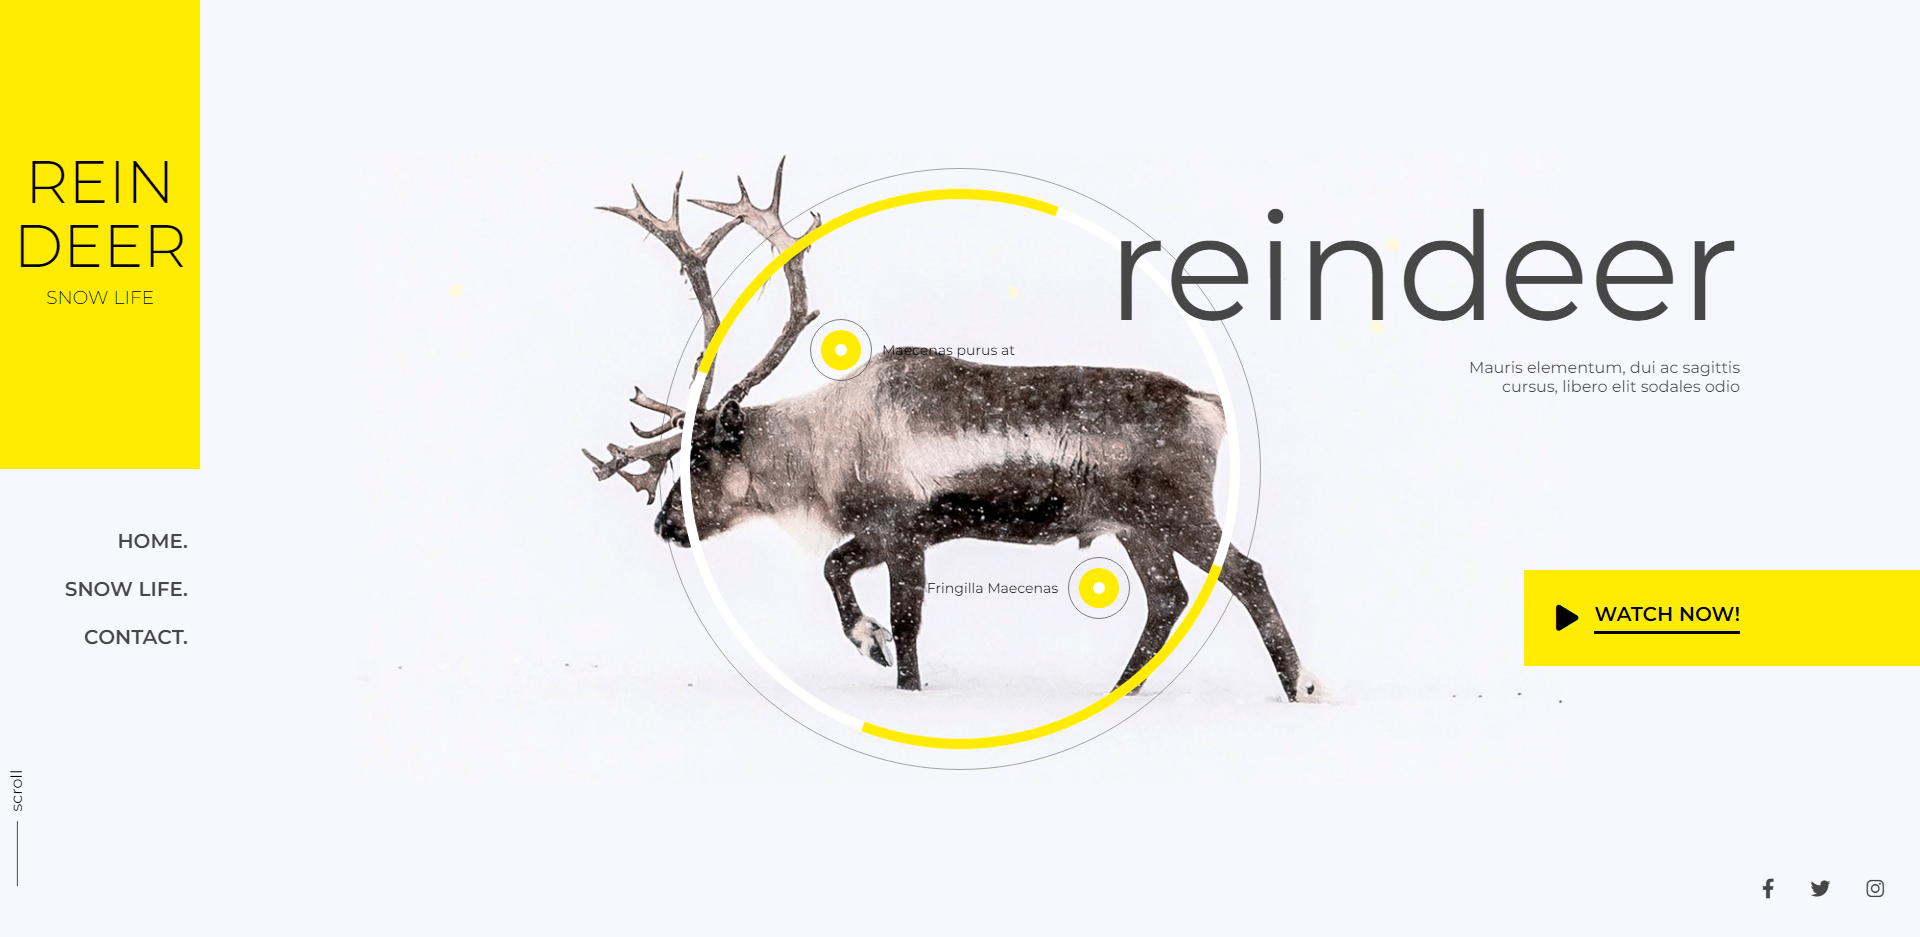 REIN
DEER
SNOW LIFE
HOME.
SNOW LIFE.
CONTACT.
scroll
reindeer
Maecenas purus at
Mauris elementum, dui ac sagittis
cursus, libero elit sodales odio
Fringilla Maecenas
WATCH NOW!